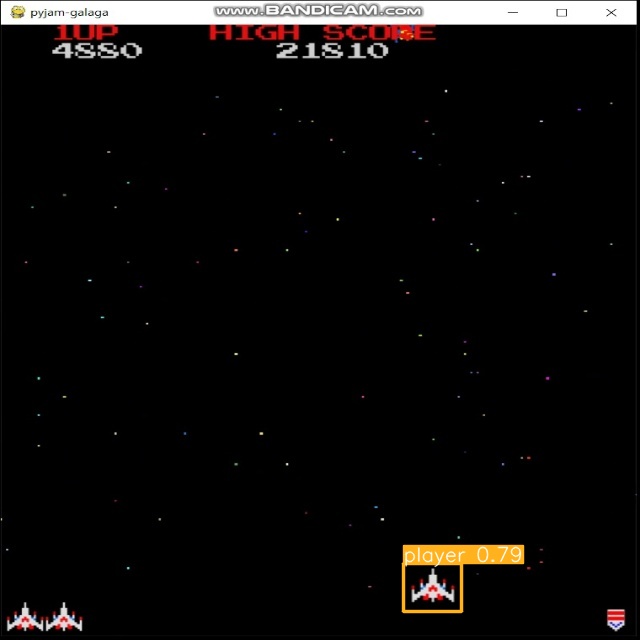 pyjam-galaga
www.BANDICAM.com
1UP HIGH SCORE
4880 21810
player 0.79